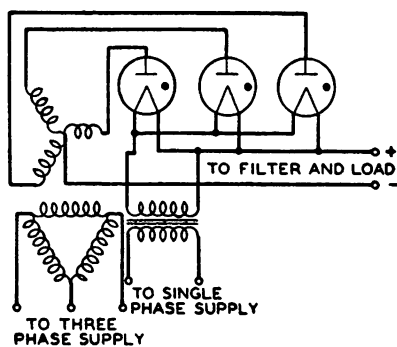 +
TO FILTER AND LOAD
−
TO SINGLE
PHASE SUPPLY
TO THREE
PHASE SUPPLY